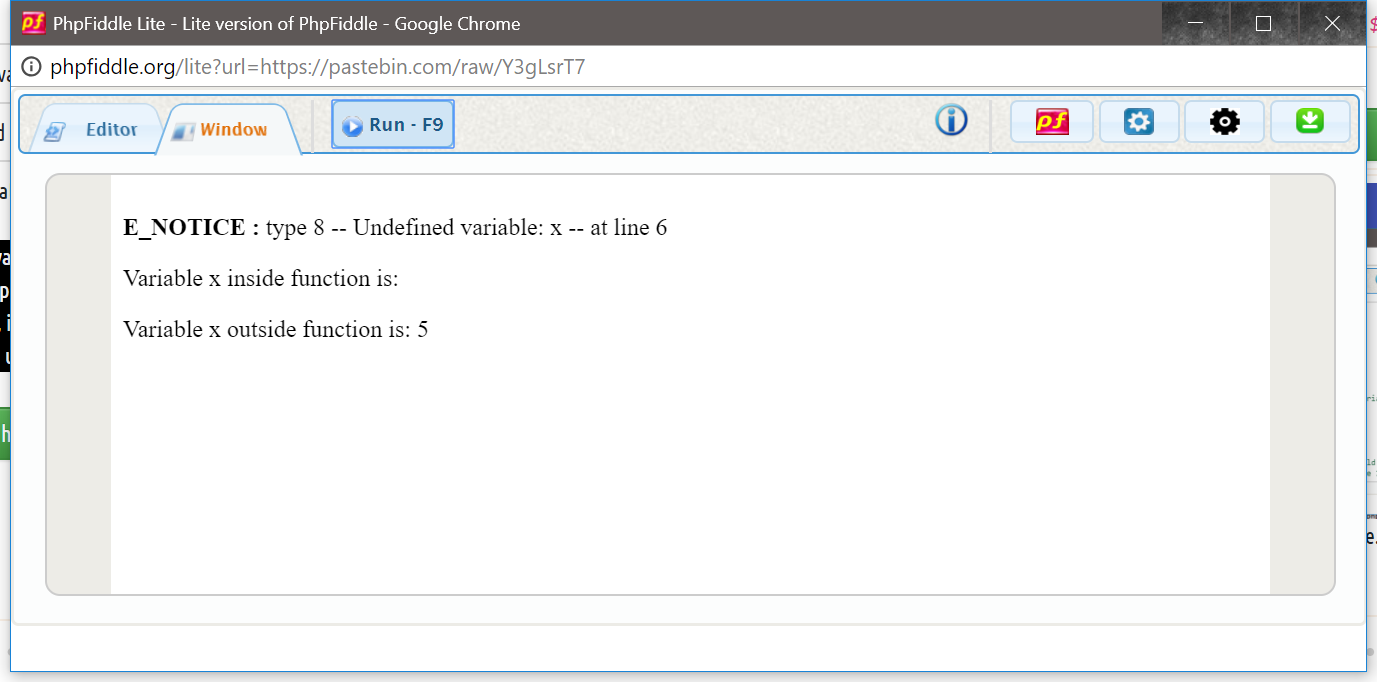 PhpFiddle Lite - Lite version of PhpFiddle - Google Chrome
phpfiddle.org/lite?url=https://pastebin.com/raw/Y3gLsrT7
Editor Window Run - F9
E_NOTICE : type 8 -- Undefined variable: x -- at line 6
Variable x inside function is:
Variable x outside function is: 5